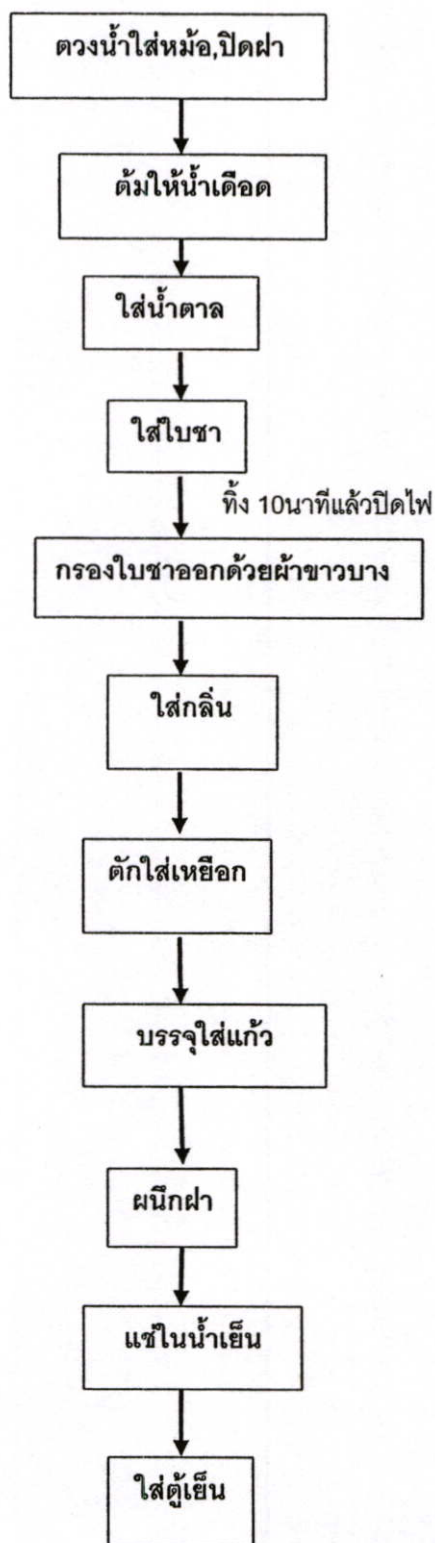 ตวงน้ำใส่หม้อ,ปิดฝา
ต้มให้น้ำเดือด
ใส่น้ำตาล
ใส่ใบชา
ทิ้ง 10นาทีแล้วปิดไฟ
กรองใบชาออกด้วยผ้าขาวบาง
ใส่กลิ่น
ตักใส่เหยือก
บรรจุใส่แก้ว
ผนึกฝา
แช่ในน้ำเย็น
ใส่ตู้เย็น